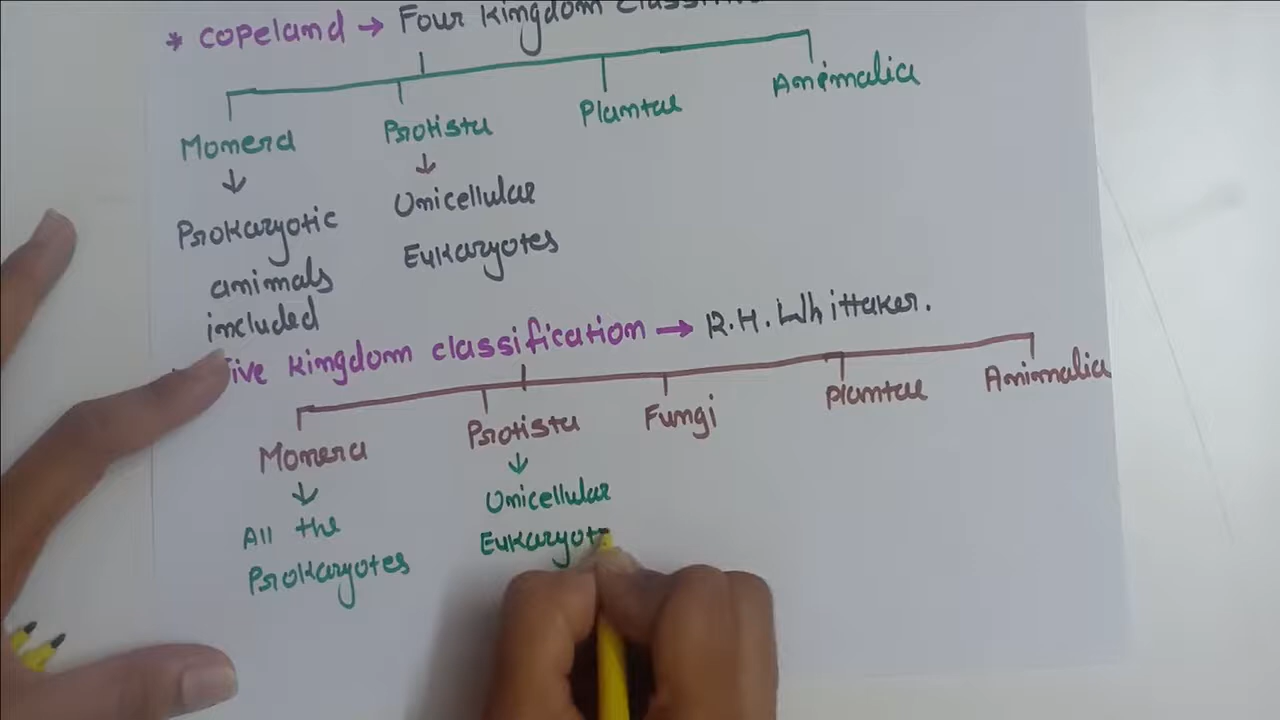 * Copeland → Four Kingdom
Monera Protista Plantae Animalia
↓ ↓
Prokaryotic Unicellular
animals Eukaryotes
included
Five Kingdom classification → R.H. Whittaker.
Monera Protista Fungi Plantae Animalia
↓ ↓
All the Unicellular
Prokaryotes Eukaryot